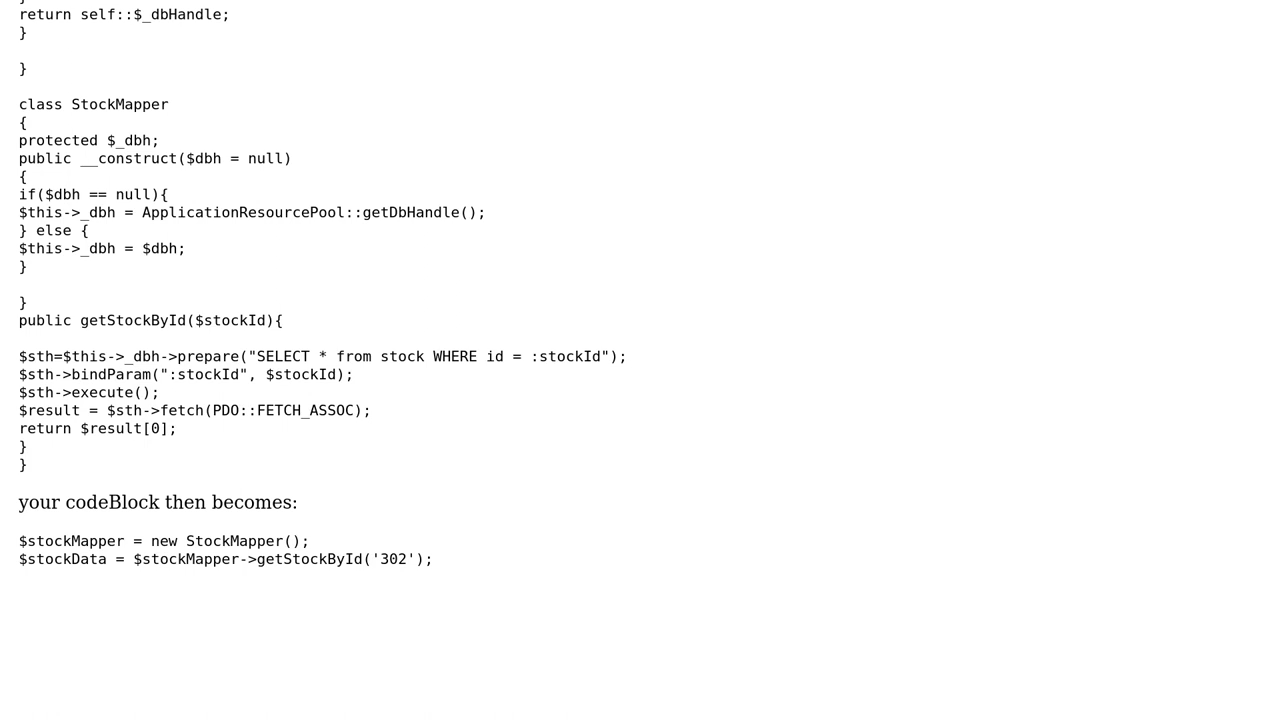 return self::$_dbHandle;
}
}
class StockMapper
{
protected $_dbh;
public __construct($dbh = null)
{
if($dbh == null){
$this->_dbh = ApplicationResourcePool::getDbHandle();
} else {
$this->_dbh = $dbh;
}
}
public getStockById($stockId){
$sth=$this->_dbh->prepare("SELECT * from stock WHERE id = :stockId");
$sth->bindParam(":stockId", $stockId);
$sth->execute();
$result = $sth->fetch(PDO::FETCH_ASSOC);
return $result[0];
}
}
your codeBlock then becomes:
$stockMapper = new StockMapper();
$stockData = $stockMapper->getStockById('302');